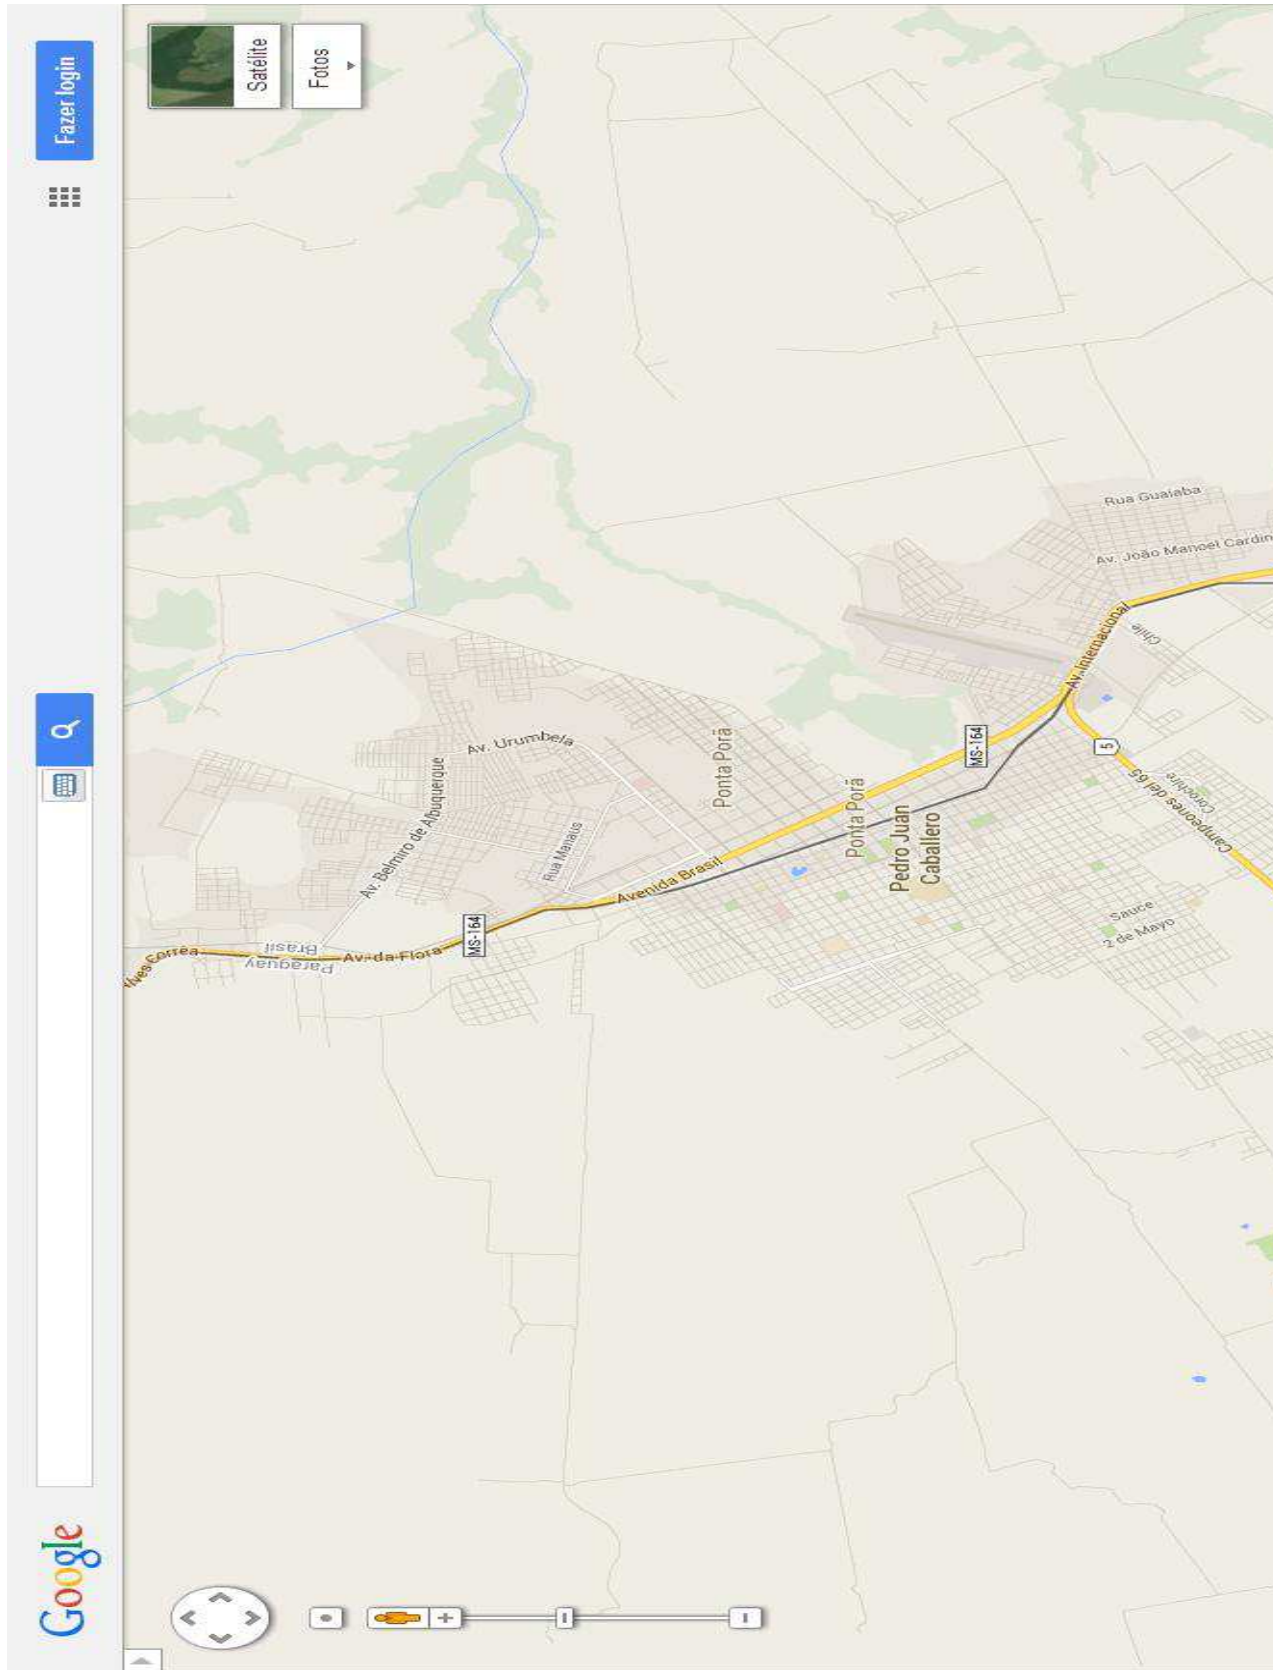 Google
Fazer login
Satélite
Fotos
lves Corrêa
Brasil
Paraguay
Av. da Flora
Av. Belmiro de Albuquerque
MS-164
Av. Urumbela
Rua Manaus
Avenida Brasil
Ponta Porã
Ponta Porã
Pedro Juan
Caballero
MS-164
Av. Internacional
5
Campeones del 65
Corochire
Sauce
2 de Mayo
Chile
Rua Guaiaba
Av. João Manoel Cardin